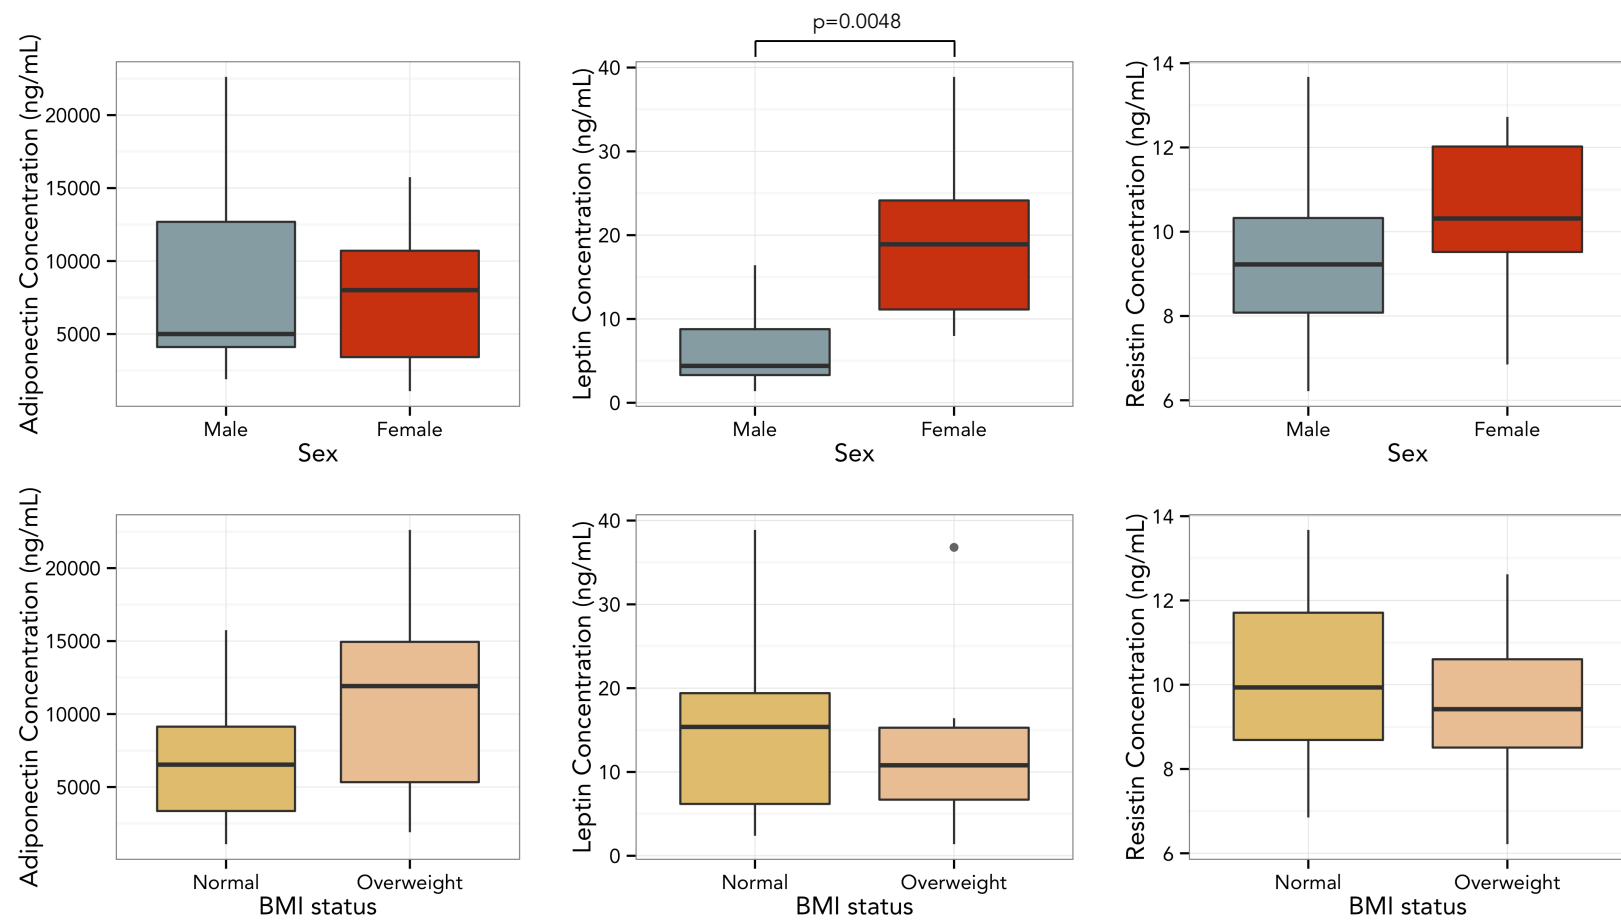 p=0.0048
Adiponectin Concentration (ng/mL)
20000
15000
10000
5000
Male
Female
Sex
Leptin Concentration (ng/mL)
40
30
20
10
0
Male
Female
Sex
Resistin Concentration (ng/mL)
14
12
10
8
6
Male
Female
Sex
Adiponectin Concentration (ng/mL)
20000
15000
10000
5000
Normal
Overweight
BMI status
Leptin Concentration (ng/mL)
40
30
20
10
0
Normal
Overweight
BMI status
Resistin Concentration (ng/mL)
14
12
10
8
6
Normal
Overweight
BMI status